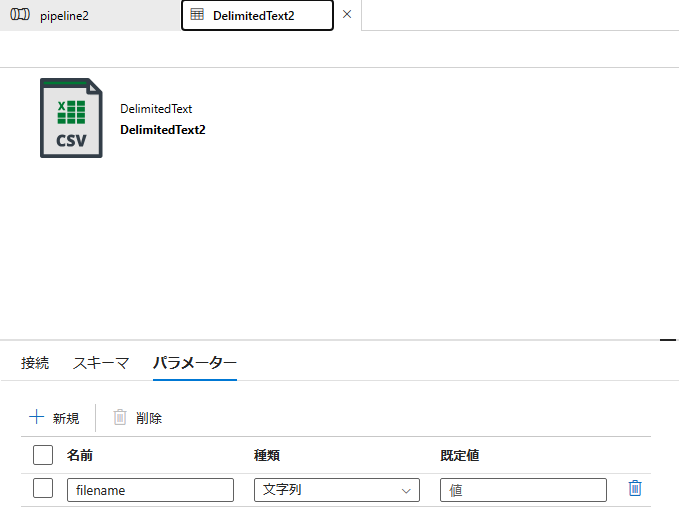 pipeline2
DelimitedText2
CSV
DelimitedText
DelimitedText2
接続 スキーマ パラメーター
新規 削除
名前 種類 既定値
filename 文字列 値